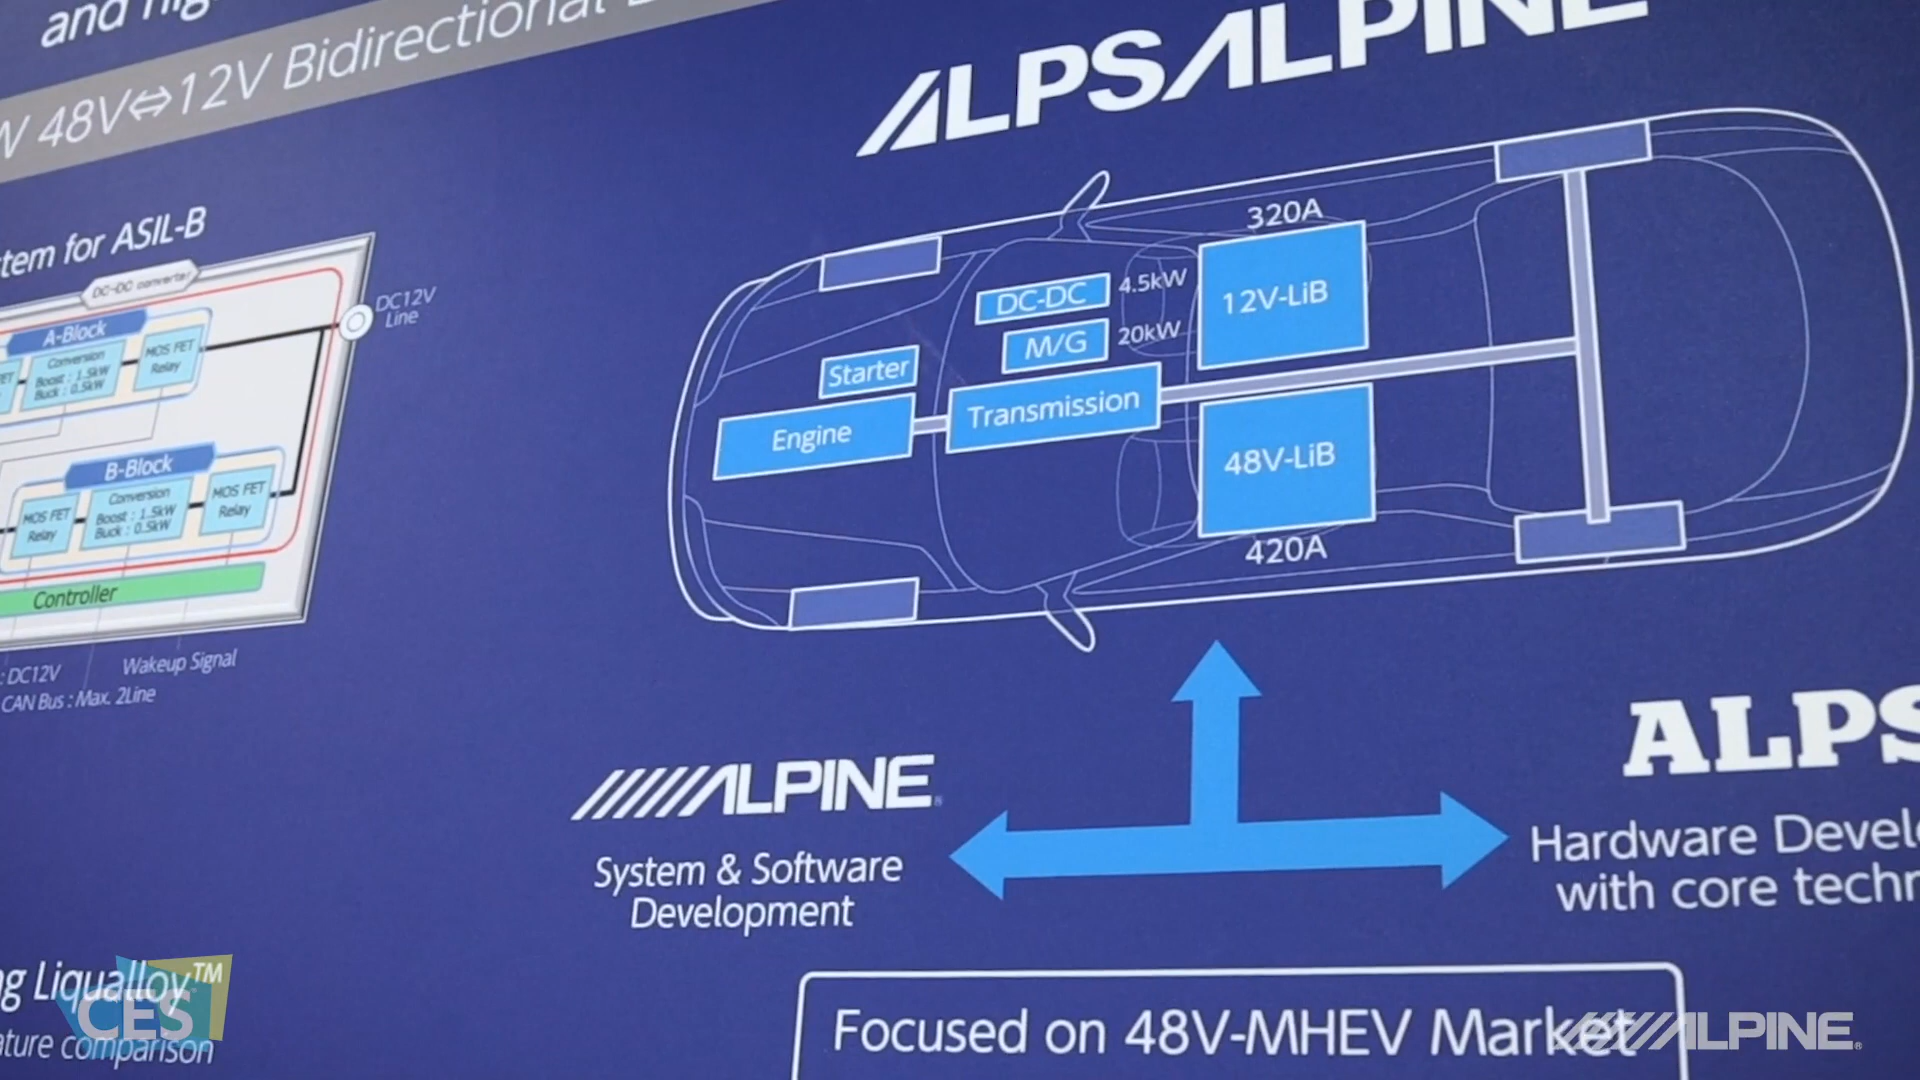 and
48V⇔12V Bidirectional
ALPSALPINE
tem for ASIL-B
DC-DC converter
DC12V
Line
A-Block
Conversion
Boost : 1.5kW
Buck : 0.5kW
MOS FET
Relay
B-Block
MOS FET
Relay
Conversion
Boost : 1.5kW
Buck : 0.5kW
MOS FET
Relay
Controller
: DC12V
Wakeup Signal
CAN Bus : Max. 2Line
320A
DC-DC
4.5kW
12V-LiB
M/G
20kW
Starter
Transmission
Engine
48V-LiB
420A
ALPINE
System & Software
Development
ALPS
Hardware Devel
with core techn
g Liqualloy™
ature comparison
CES
Focused on 48V-MHEV Market
ALPINE